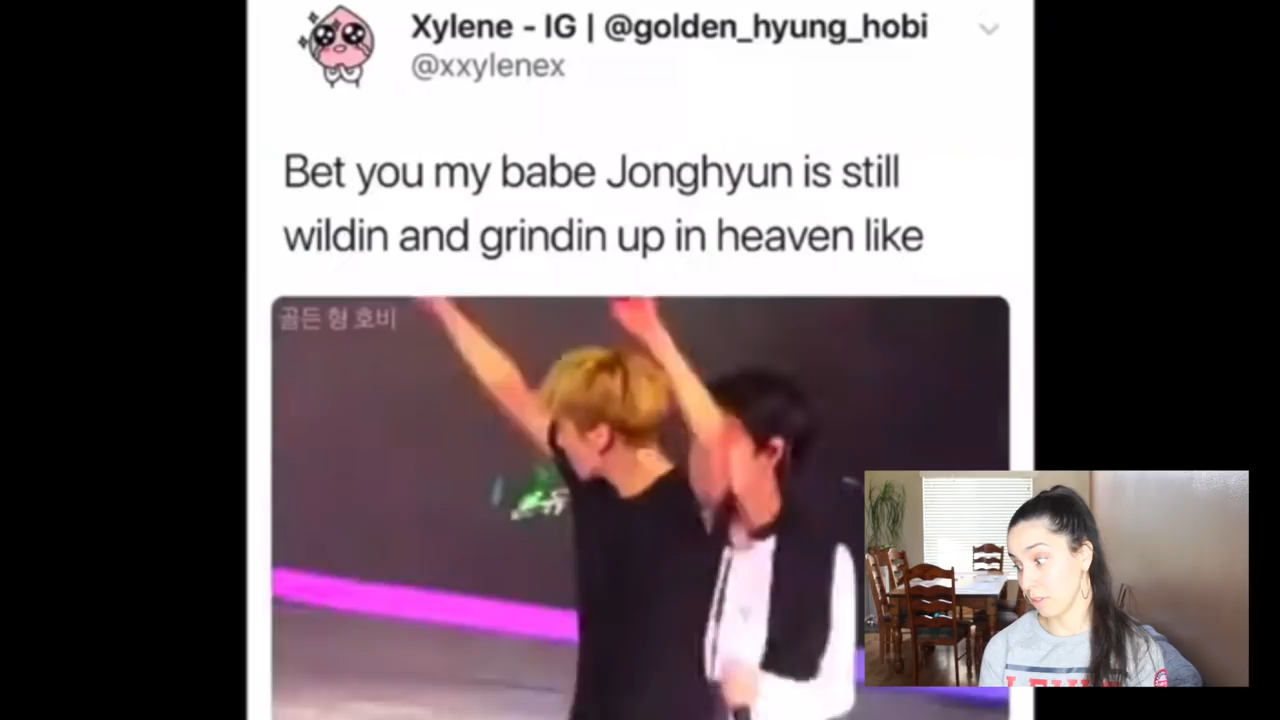 Xylene - IG | @golden_hyung_hobi
@xxylenex
Bet you my babe Jonghyun is still
wildin and grindin up in heaven like
골든 형 호비